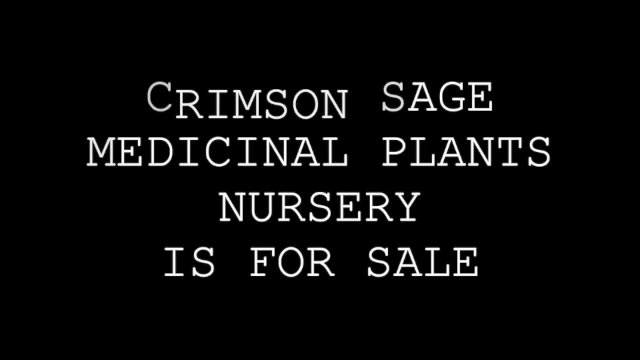 CRIMSON SAGE
MEDICINAL PLANTS
NURSERY
IS FOR SALE